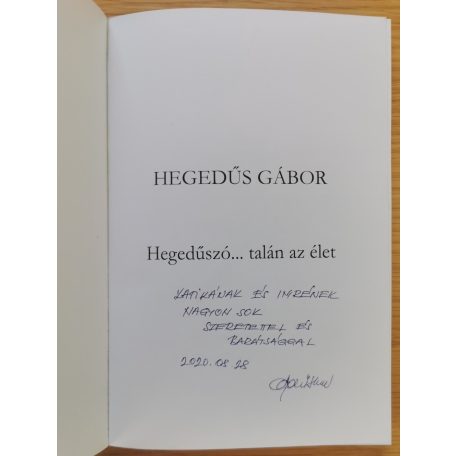 HEGEDŰS GÁBOR
Hegedűszó... talán az élet
KATIKÁNAK ÉS IMRÉNEK
NAGYON SOK
SZERETETTEL ÉS
BARÁTSÁGGAL
2020.08.28